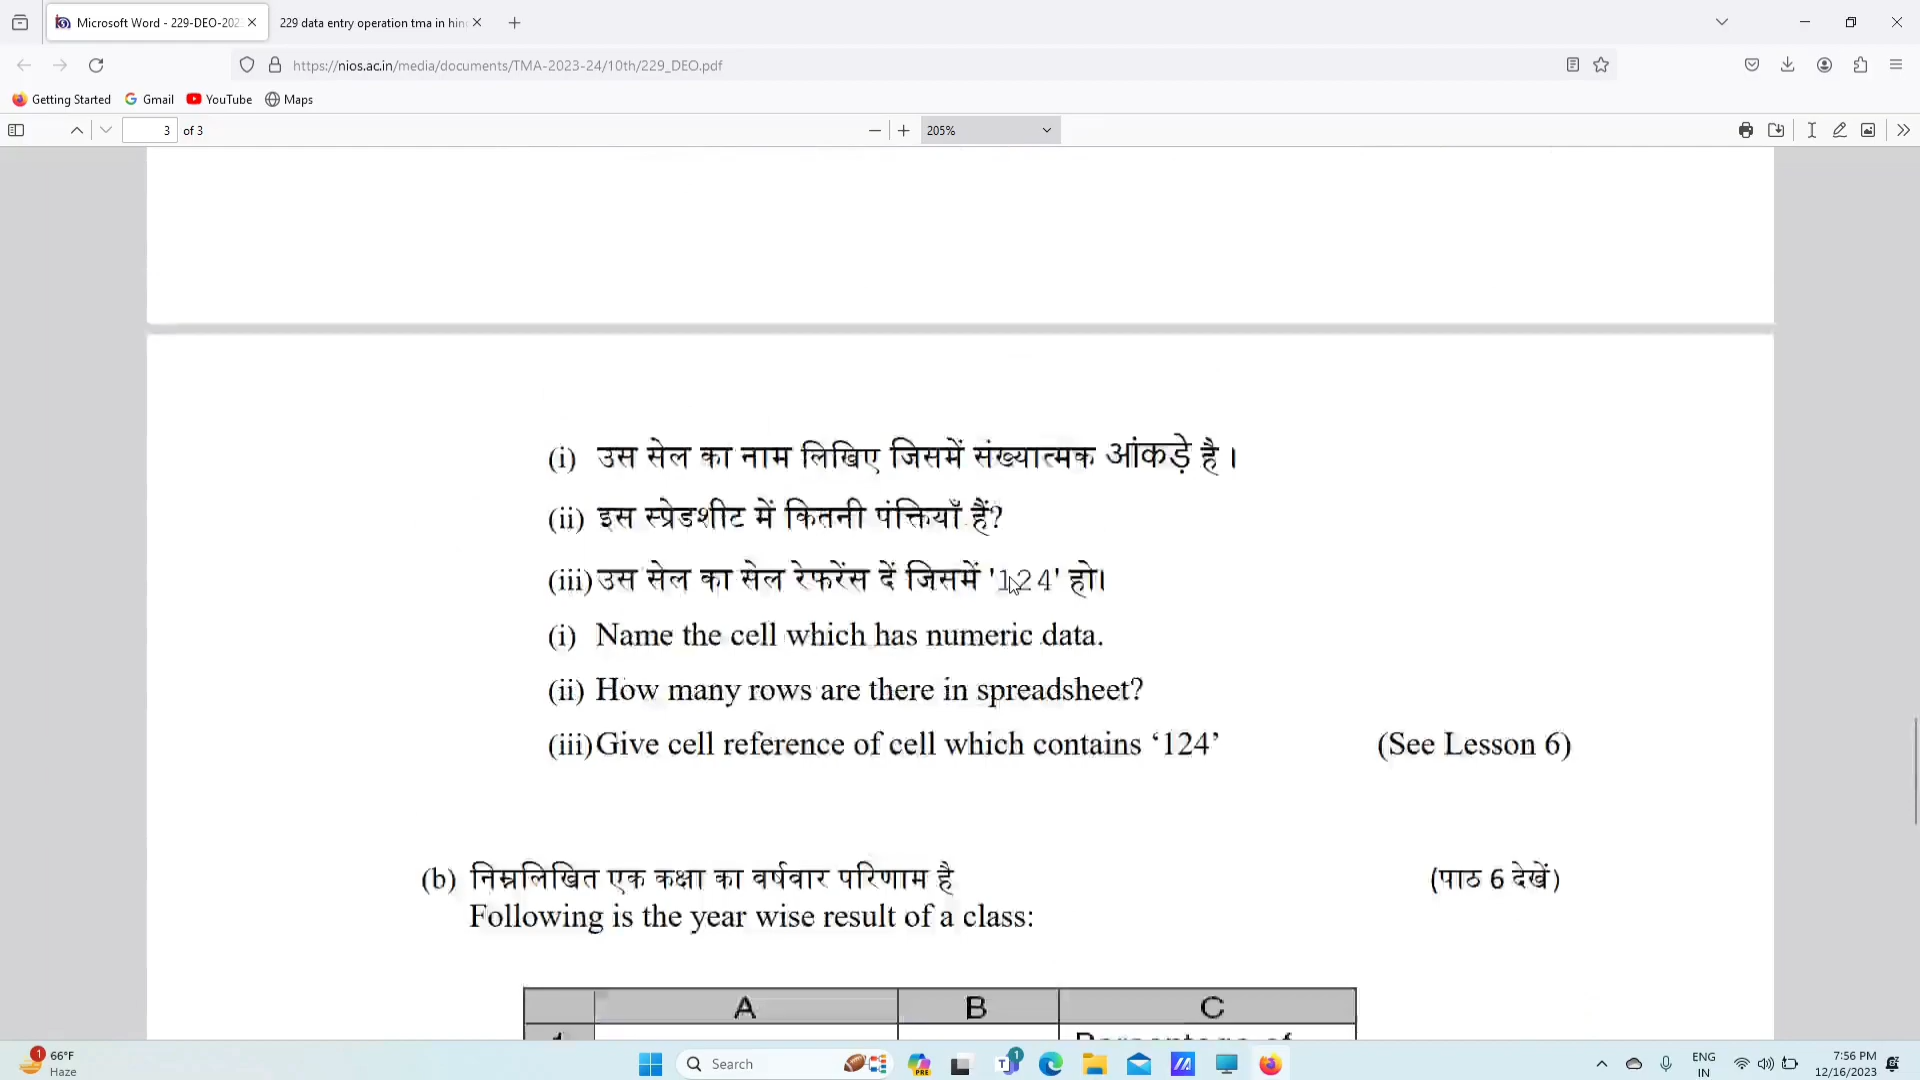 Microsoft Word - 229-DEO-202
229 data entry operation tma in hin
https://nios.ac.in/media/documents/TMA-2023-24/10th/229_DEO.pdf
Getting Started
Gmail
YouTube
Maps
3
of 3
205%
(i) उस सेल का नाम लिखिए जिसमें संख्यात्मक आंकड़े है ।
(ii) इस स्प्रेडशीट में कितनी पंक्तियाँ हैं?
(iii) उस सेल का सेल रेफरेंस दें जिसमें '124' हो।
(i) Name the cell which has numeric data.
(ii) How many rows are there in spreadsheet?
(iii) Give cell reference of cell which contains ‘124’ (See Lesson 6)
(b) निम्नलिखित एक कक्षा का वर्षवार परिणाम है (पाठ 6 देखें)
Following is the year wise result of a class:
A B C
1
66°F
Haze
Search
PRE
1
ENG
IN
7:56 PM
12/16/2023